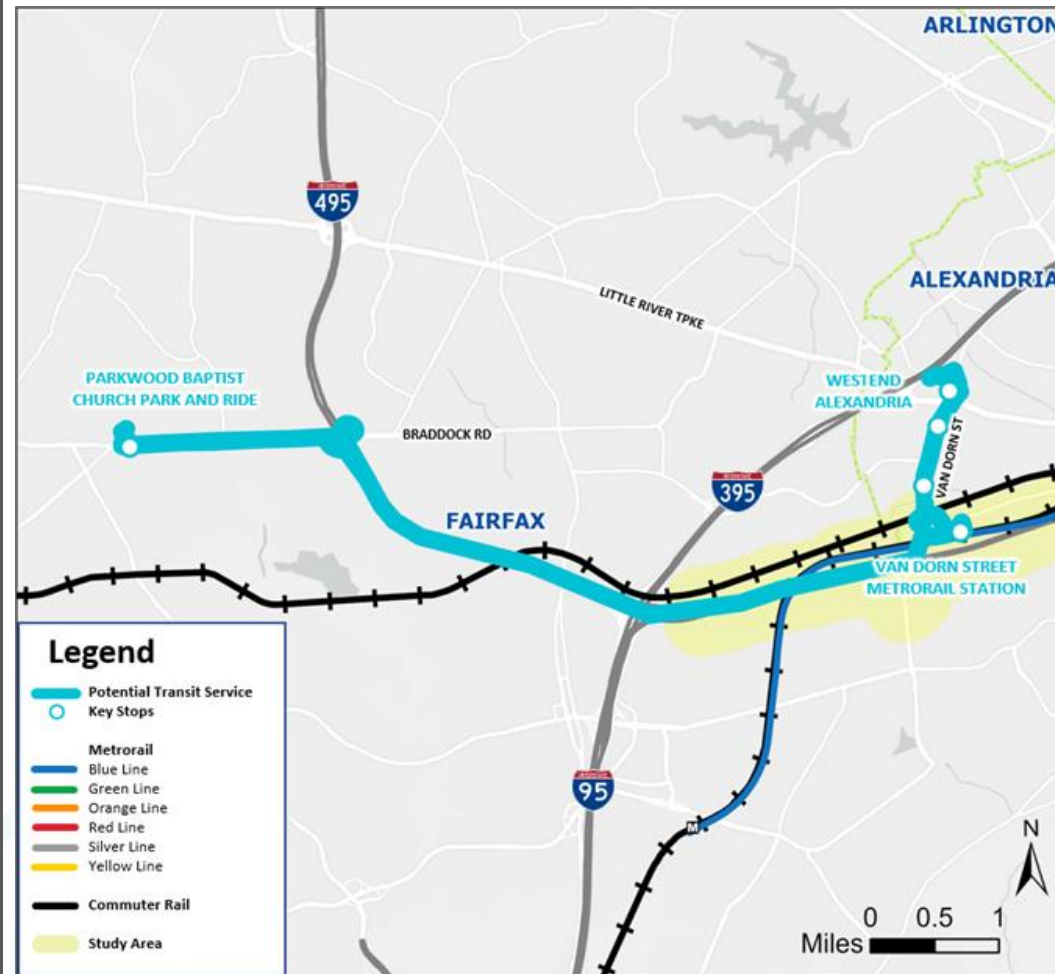 ARLINGTON
495
LITTLE RIVER TPKE
ALEXANDRIA
PARKWOOD BAPTIST
CHURCH PARK AND RIDE
WESTEND
ALEXANDRIA
BRADDOCK RD
VAN DORN ST
395
FAIRFAX
VAN DORN STREET
METRORAIL STATION
95
M
Legend
Potential Transit Service
Key Stops
Metrorail
Blue Line
Green Line
Orange Line
Red Line
Silver Line
Yellow Line
Commuter Rail
Study Area
N
0 0.5 1
Miles